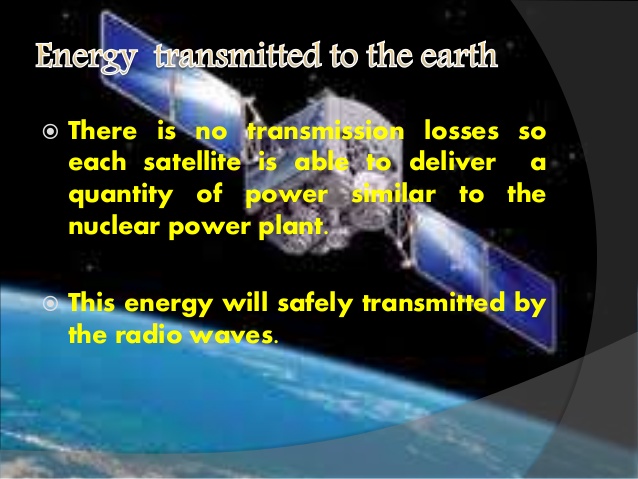 Energy transmitted to the earth
There is no transmission losses so
each satellite is able to deliver a
quantity of power similar to the
nuclear power plant.
This energy will safely transmitted by
the radio waves.